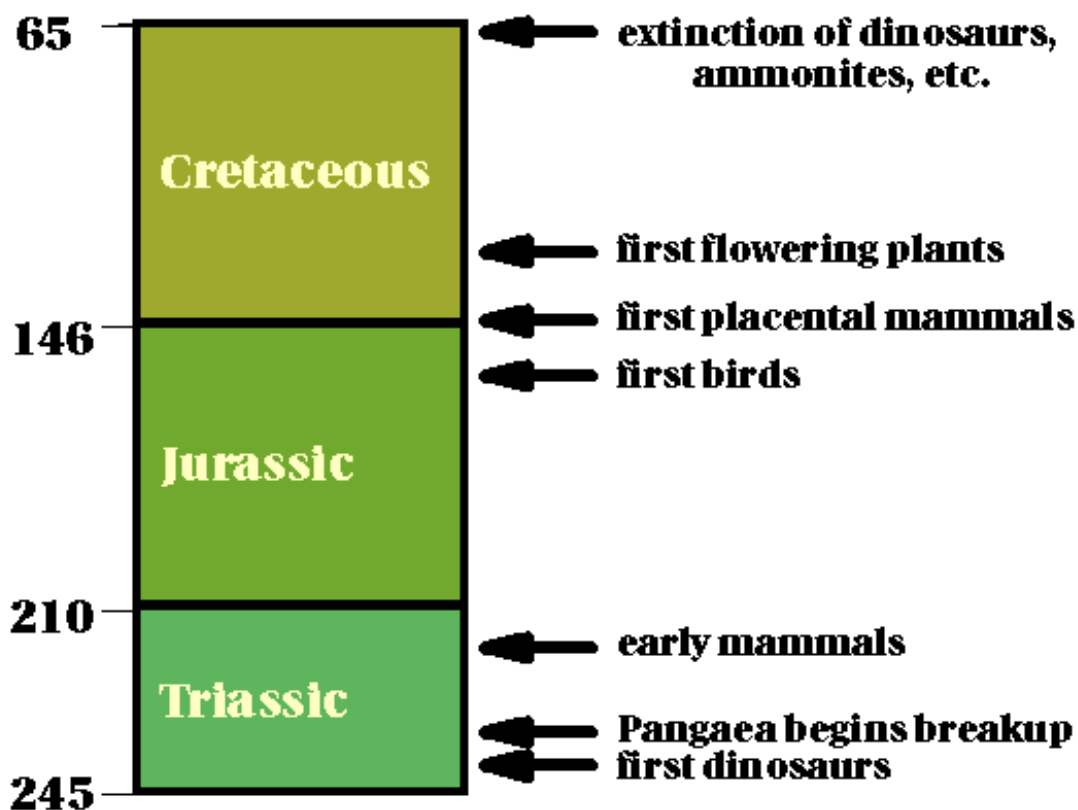 65
extinction of dinosaurs,
ammonites, etc.
Cretaceous
first flowering plants
first placental mammals
146
first birds
Jurassic
210
early mammals
Triassic
Pangaea begins breakup
first dinosaurs
245